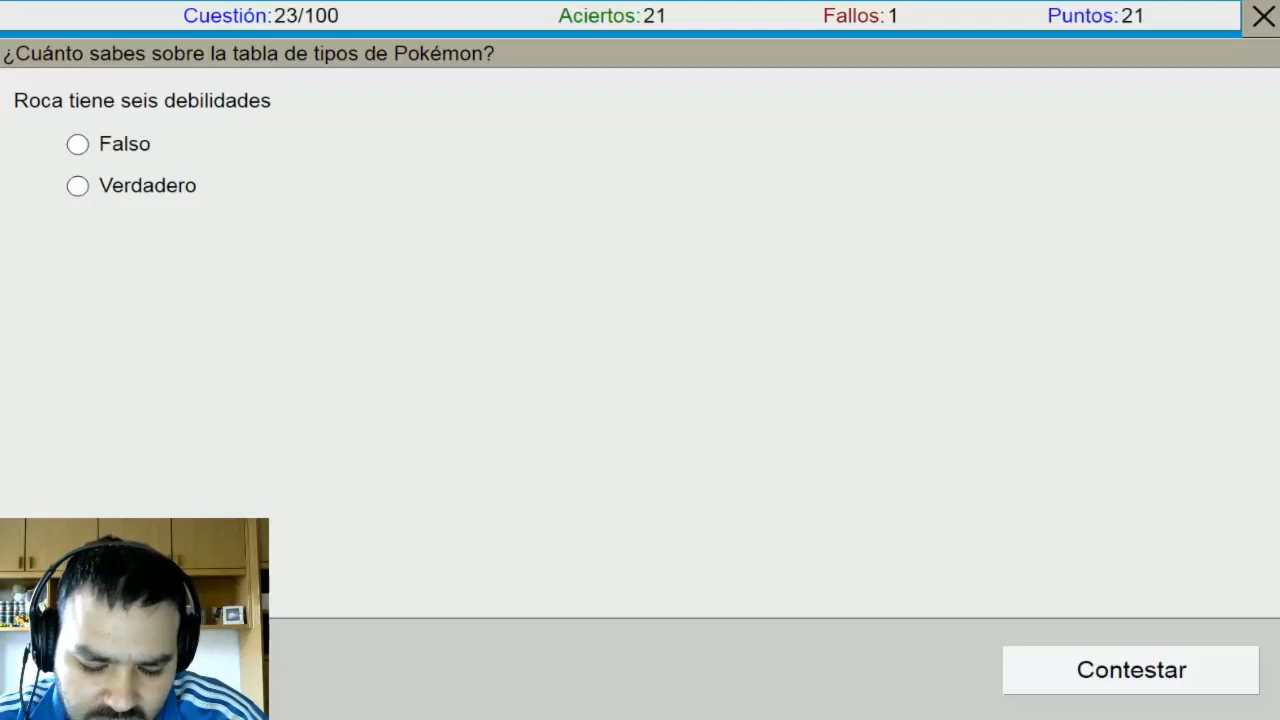 Cuestión: 23/100 Aciertos: 21 Fallos: 1 Puntos: 21
¿Cuánto sabes sobre la tabla de tipos de Pokémon?
Roca tiene seis debilidades
Falso
Verdadero
Contestar